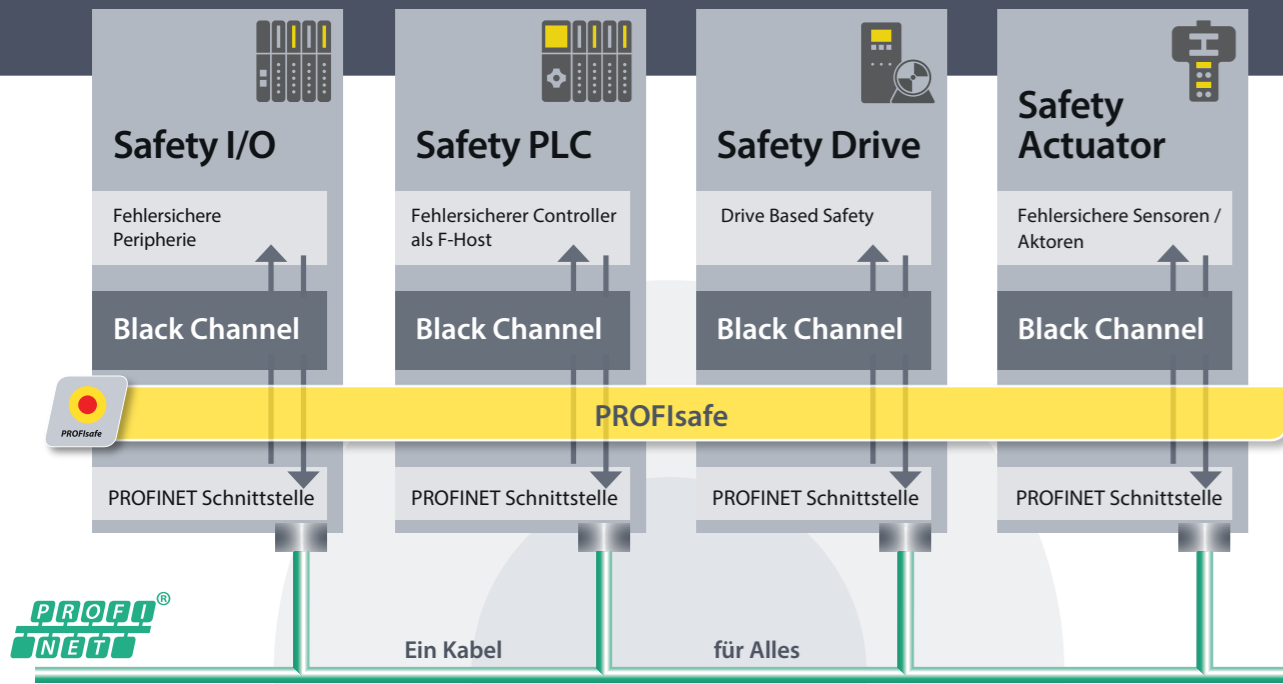 Safety I/O
Fehlersichere
Peripherie
Black Channel
PROFINET Schnittstelle
Safety PLC
Fehlersicherer Controller
als F-Host
Black Channel
PROFINET Schnittstelle
Safety Drive
Drive Based Safety
Black Channel
PROFINET Schnittstelle
Safety
Actuator
Fehlersichere Sensoren /
Aktoren
Black Channel
PROFINET Schnittstelle
PROFIsafe
PROFIsafe
PROFI®
NET
Ein Kabel
für Alles